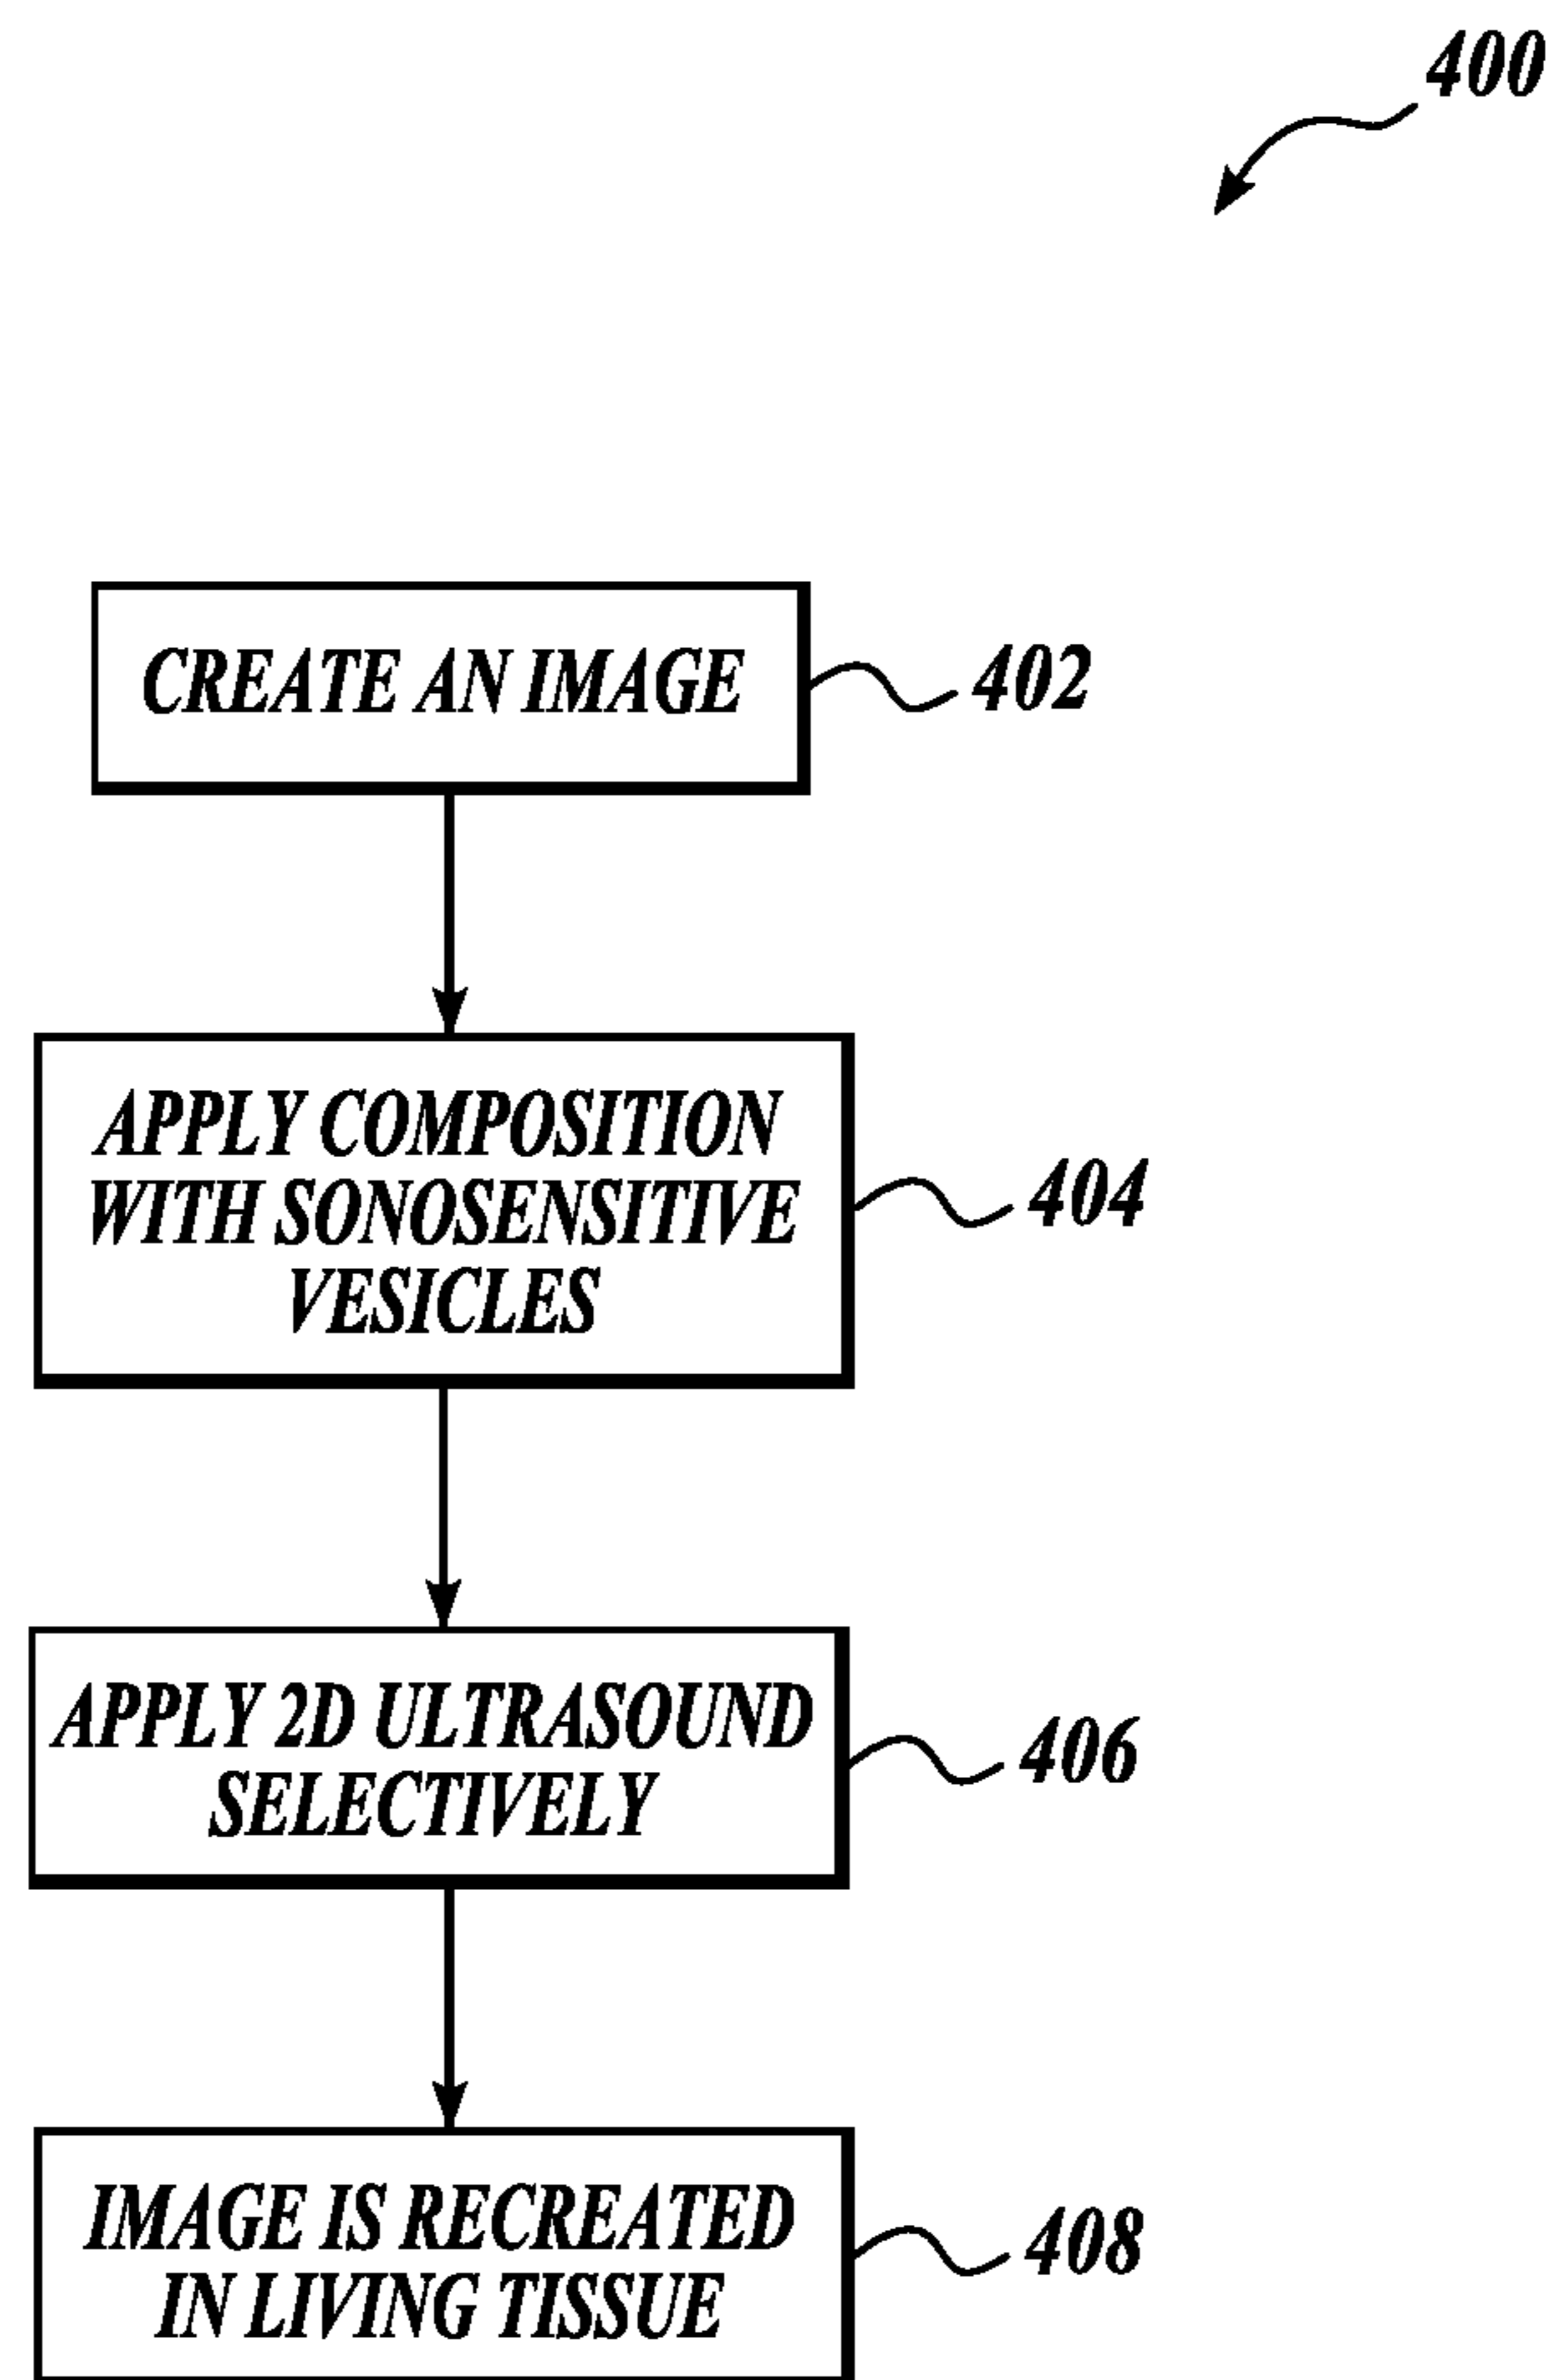 400
CREATE AN IMAGE
402
APPLY COMPOSITION
WITH SONOSENSITIVE
VESICLES
404
APPLY 2D ULTRASOUND
SELECTIVELY
406
IMAGE IS RECREATED
IN LIVING TISSUE
408